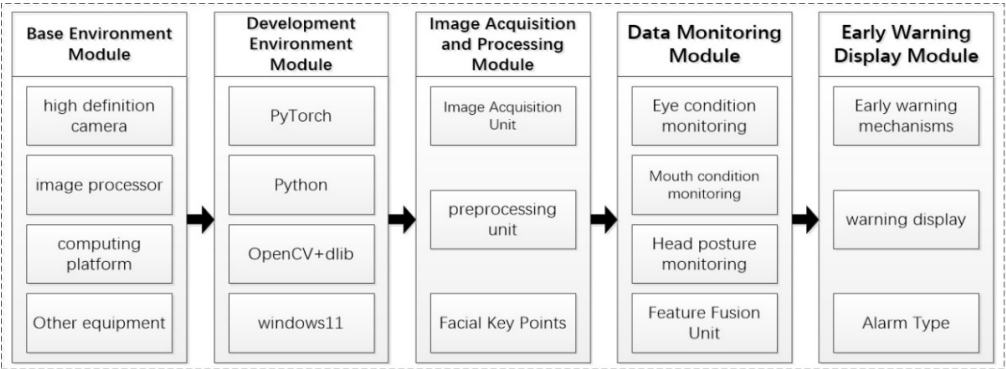 Base Environment
Module
high definition
camera
image processor
computing
platform
Other equipment
Development
Environment
Module
PyTorch
Python
OpenCV+dlib
windows11
Image Acquisition
and Processing
Module
Image Acquisition
Unit
preprocessing
unit
Facial Key Points
Data Monitoring
Module
Eye condition
monitoring
Mouth condition
monitoring
Head posture
monitoring
Feature Fusion
Unit
Early Warning
Display Module
Early warning
mechanisms
warning display
Alarm Type